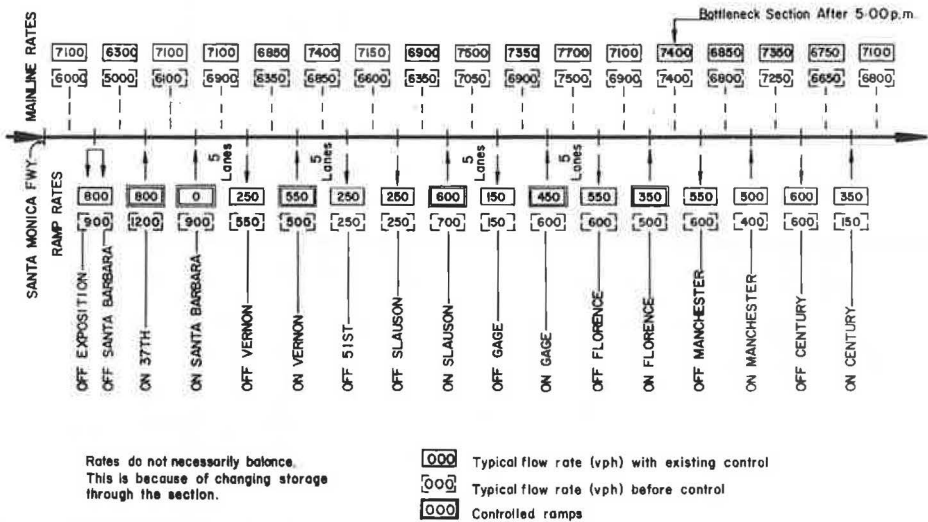 Bottleneck Section After 5:00 p.m.
MAINLINE RATES
7100 6300 7100 7100 6850 7400 7150 6900 7500 7350 7700 7100 7400 6850 7350 6750 7100
6000 5000 6100 6900 6350 6850 6600 6350 7050 6900 7500 6900 7400 6800 7250 6650 6800
SANTA MONICA FWY
5 Lanes
5 Lanes
5 Lanes
5 Lanes
RAMP RATES
800 800 0 250 550 250 250 600 150 450 550 350 550 500 600 350
900 1200 900 550 500 250 250 700 150 600 600 500 600 400 600 150
OFF EXPOSITION
OFF SANTA BARBARA
ON 37TH
ON SANTA BARBARA
OFF VERNON
ON VERNON
OFF 51ST
OFF SLAUSON
ON SLAUSON
OFF GAGE
ON GAGE
OFF FLORENCE
ON FLORENCE
OFF MANCHESTER
ON MANCHESTER
OFF CENTURY
ON CENTURY
Rates do not necessarily balance.
This is because of changing storage
through the section.
000 Typical flow rate (vph) with existing control
000 Typical flow rate (vph) before control
000 Controlled ramps